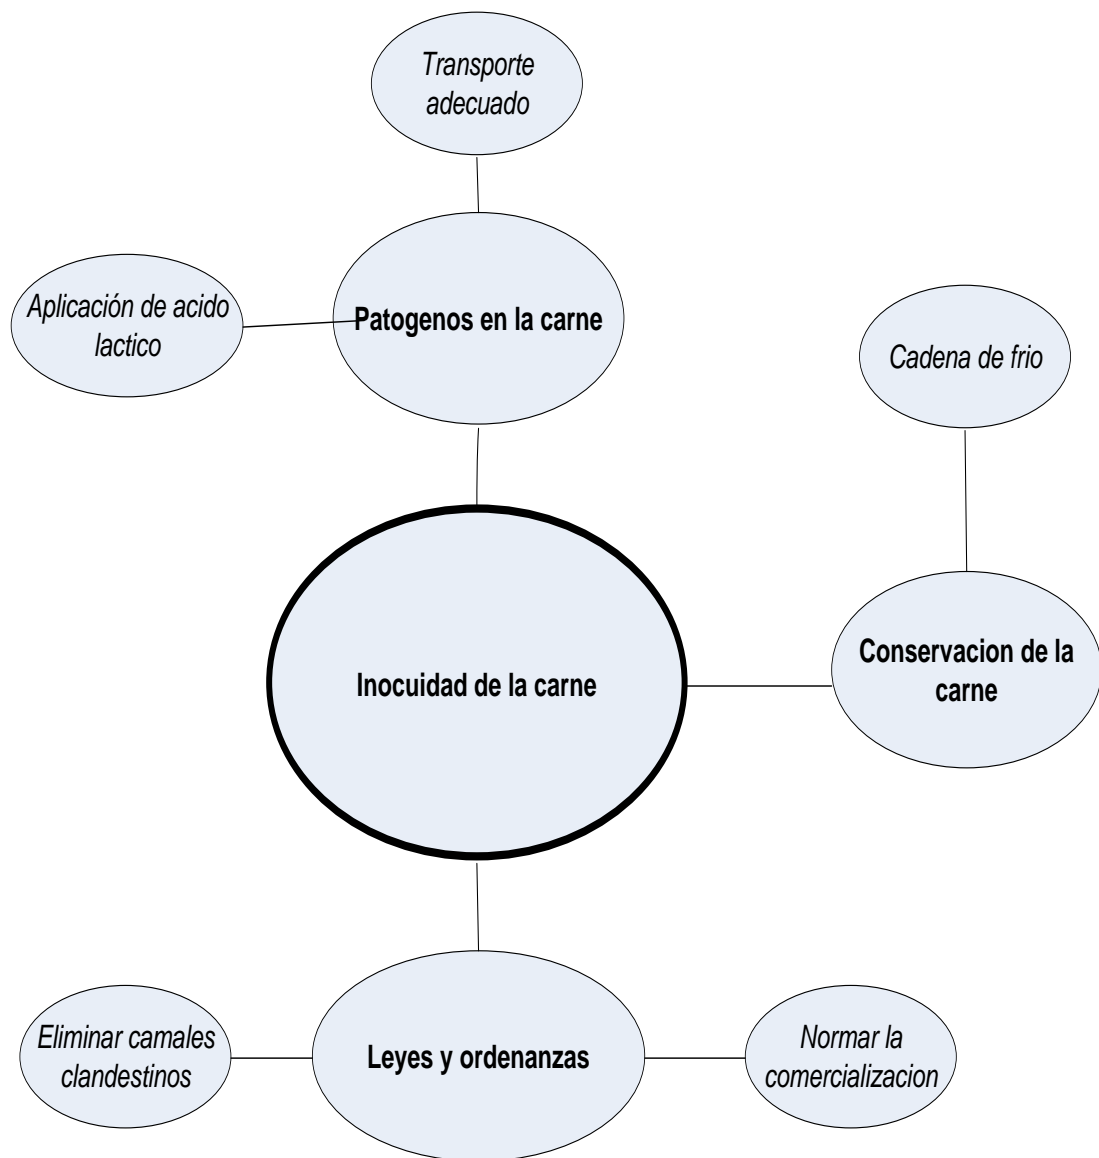 Transporte
adecuado
Aplicación de acido
lactico
Patogenos en la carne
Cadena de frio
Inocuidad de la carne
Conservacion de la
carne
Eliminar camales
clandestinos
Leyes y ordenanzas
Normar la
comercializacion